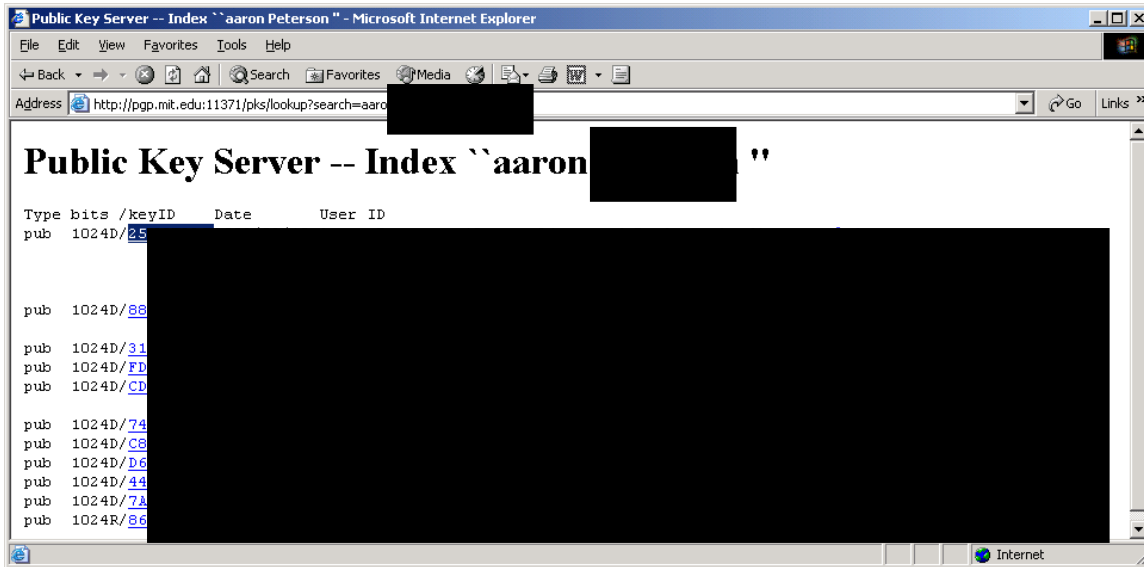 Public Key Server -- Index ``aaron Peterson " - Microsoft Internet Explorer
File Edit View Favorites Tools Help
Back Search Favorites Media
Address http://pgp.mit.edu:11371/pks/lookup?search=aaro Go Links »
Public Key Server -- Index ``aaron ''
Type bits /keyID Date User ID
pub 1024D/25
pub 1024D/88
pub 1024D/31
pub 1024D/FD
pub 1024D/CD
pub 1024D/74
pub 1024D/C8
pub 1024D/D6
pub 1024D/44
pub 1024D/7A
pub 1024R/86
Internet